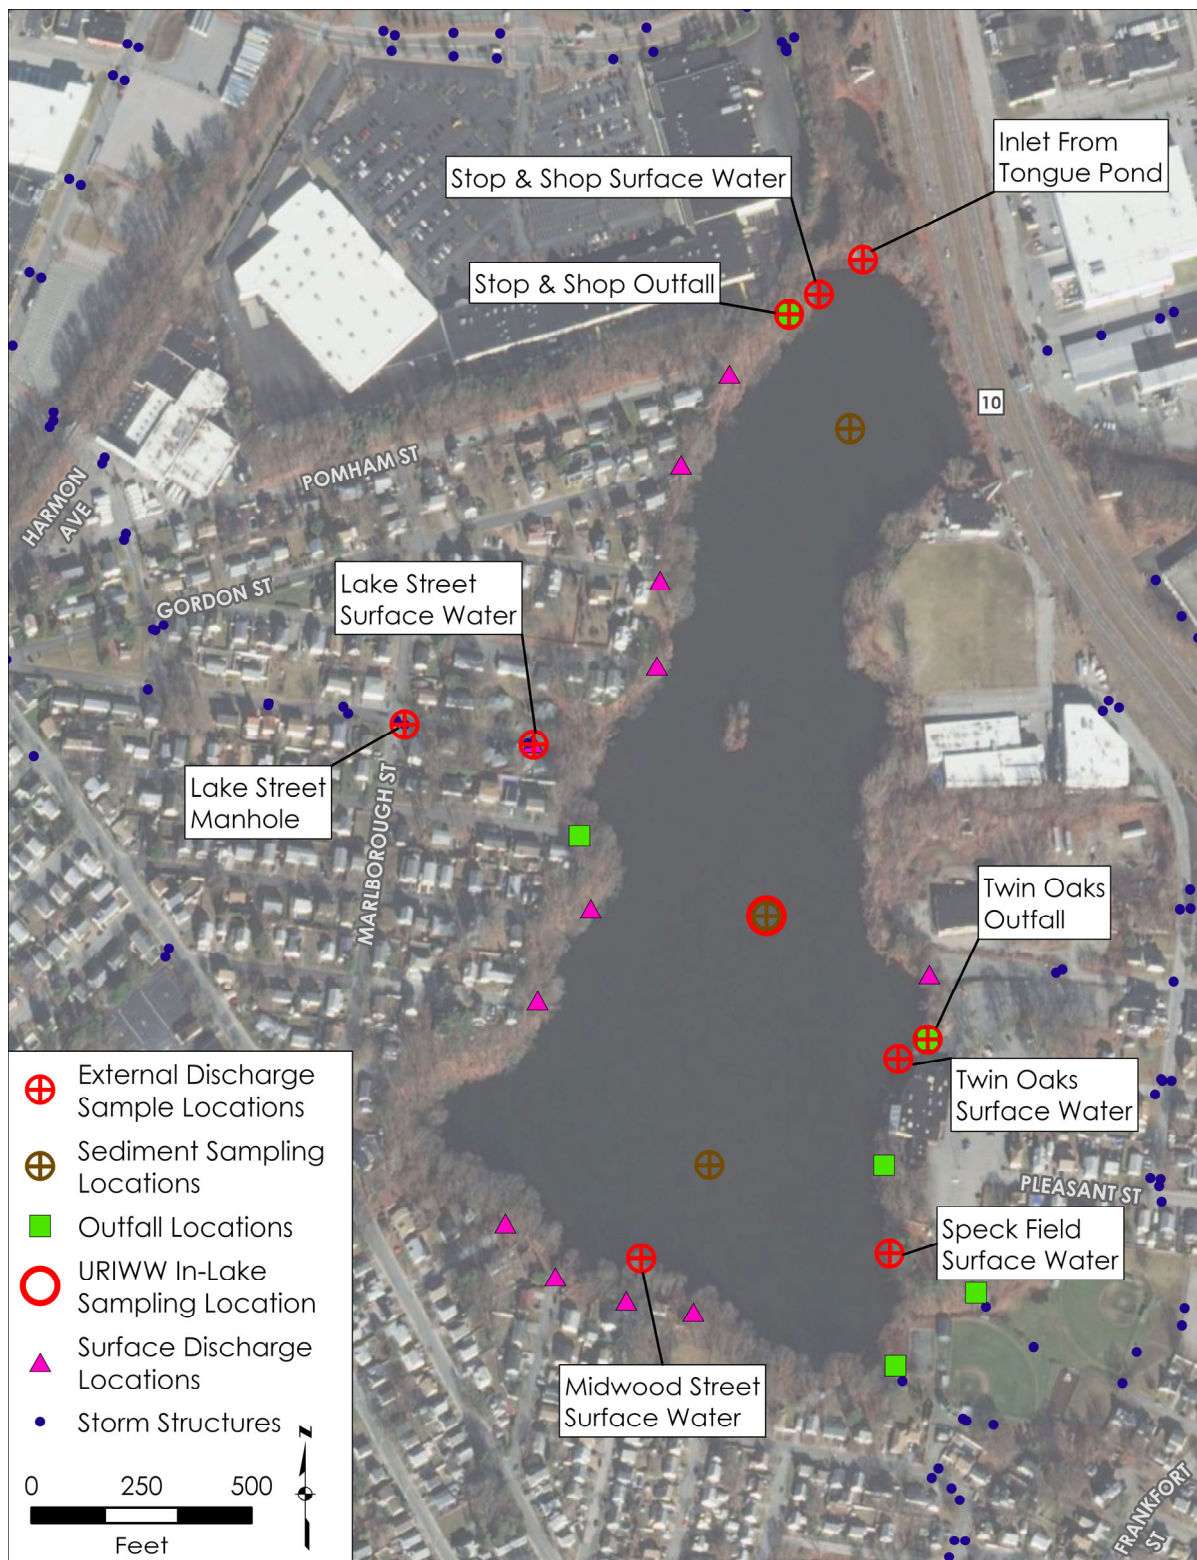 Inlet From
Tongue Pond
Stop & Shop Surface Water
Stop & Shop Outfall
10
POMHAM ST
HARMON
AVE
GORDON ST
Lake Street
Surface Water
Lake Street
Manhole
MARLBOROUGH ST
Twin Oaks
Outfall
Twin Oaks
Surface Water
PLEASANT ST
Speck Field
Surface Water
Midwood Street
Surface Water
FRANKFORT
ST
External Discharge
Sample Locations
Sediment Sampling
Locations
Outfall Locations
URIWW In-Lake
Sampling Location
Surface Discharge
Locations
Storm Structures
N
0 250 500
Feet